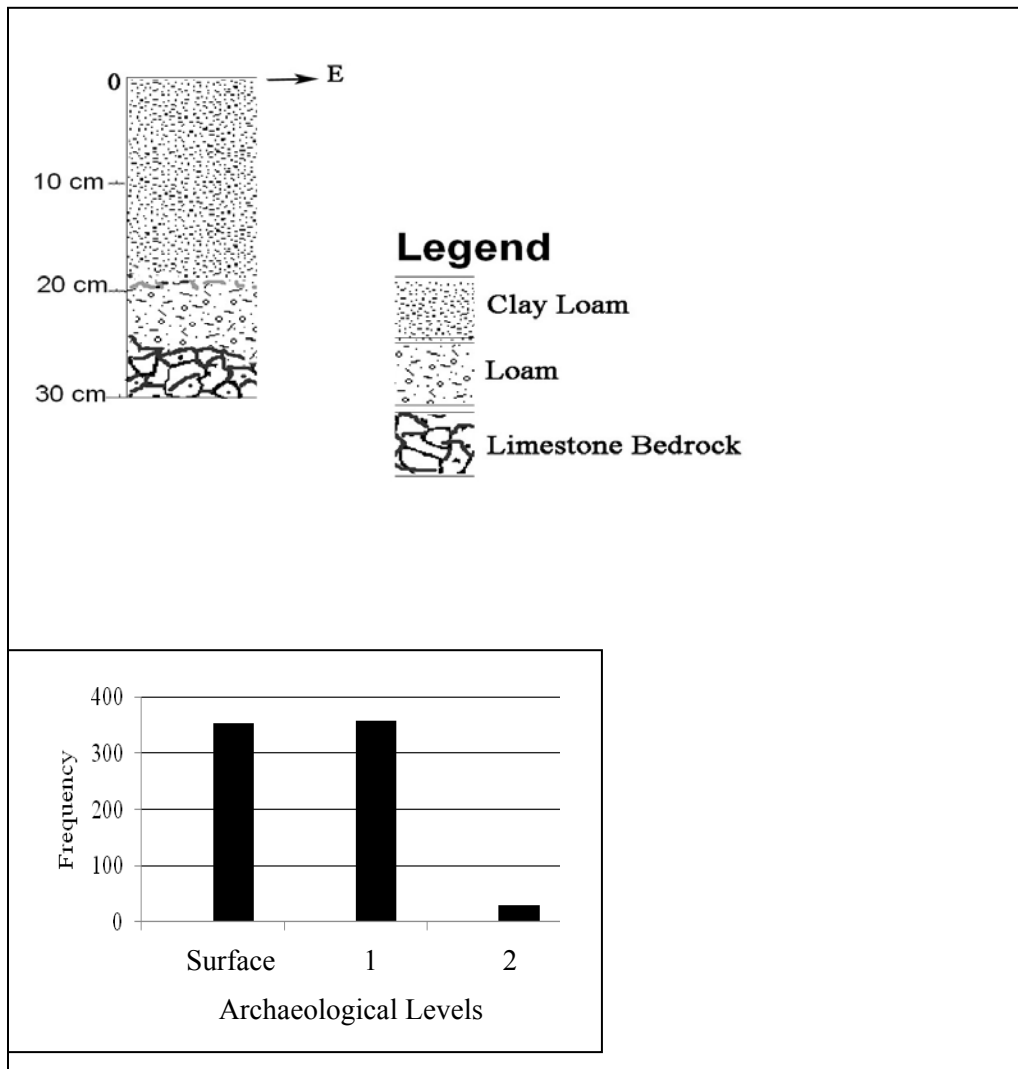 0
E
10 cm
20 cm
30 cm
Legend
Clay Loam
Loam
Limestone Bedrock
400
300
200
100
0
Frequency
Surface 1 2
Archaeological Levels